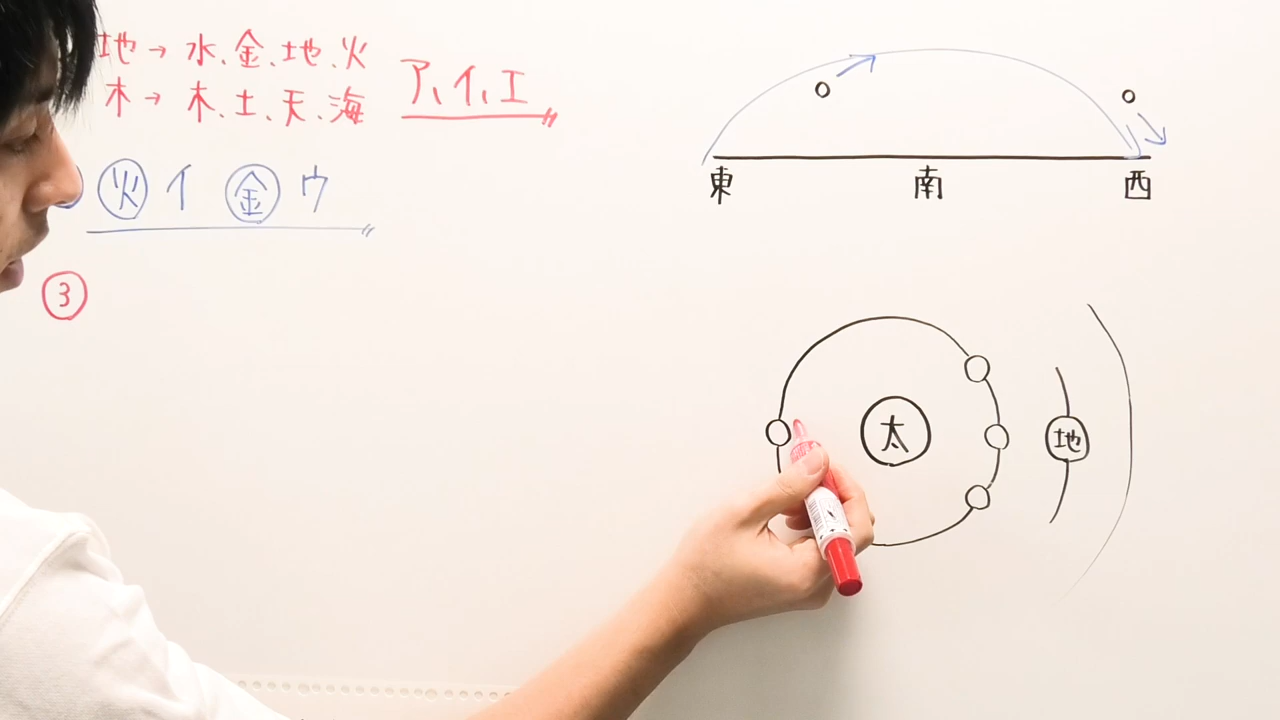 地→水、金、地、火
木→木、土、天、海
ア、イ、エ
火 イ 金 ウ
③
東 南 西
太 地